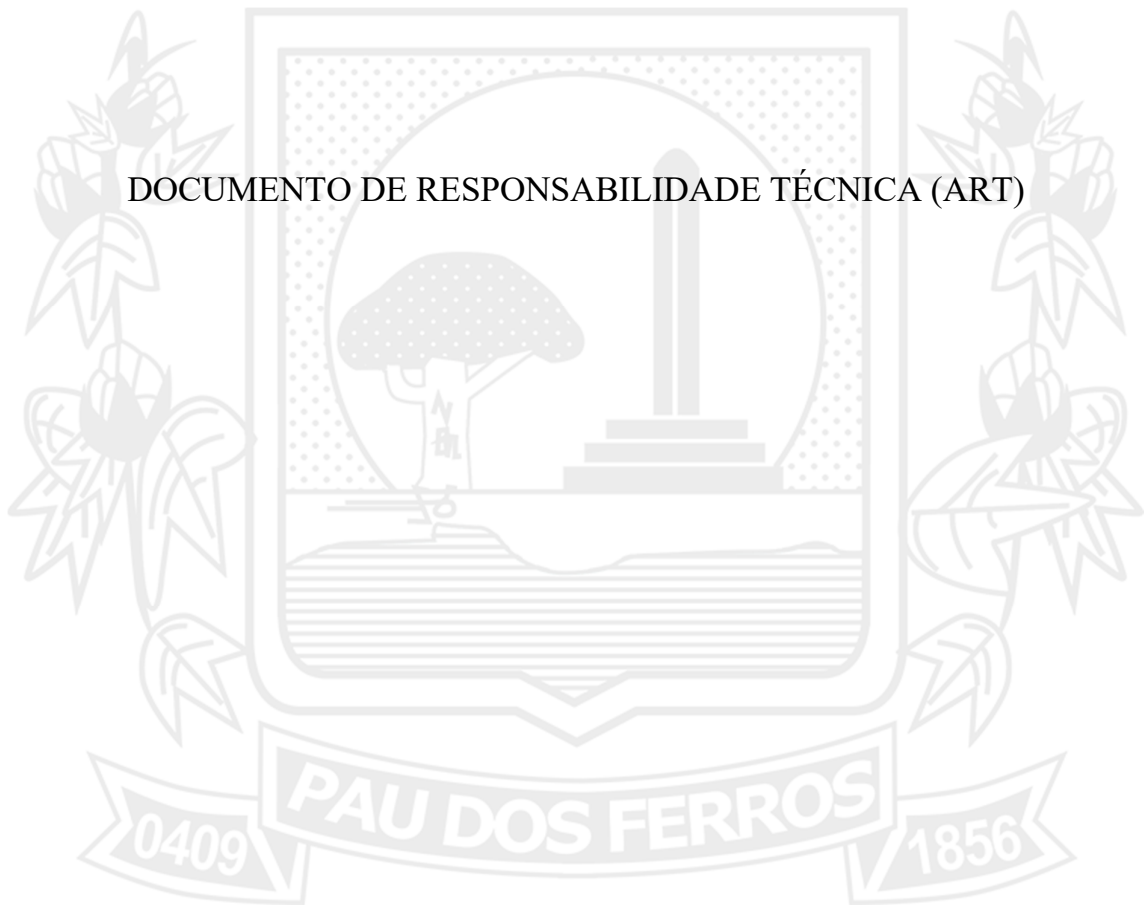 DOCUMENTO DE RESPONSABILIDADE TÉCNICA (ART)
PAU DOS FERROS
0409
1856